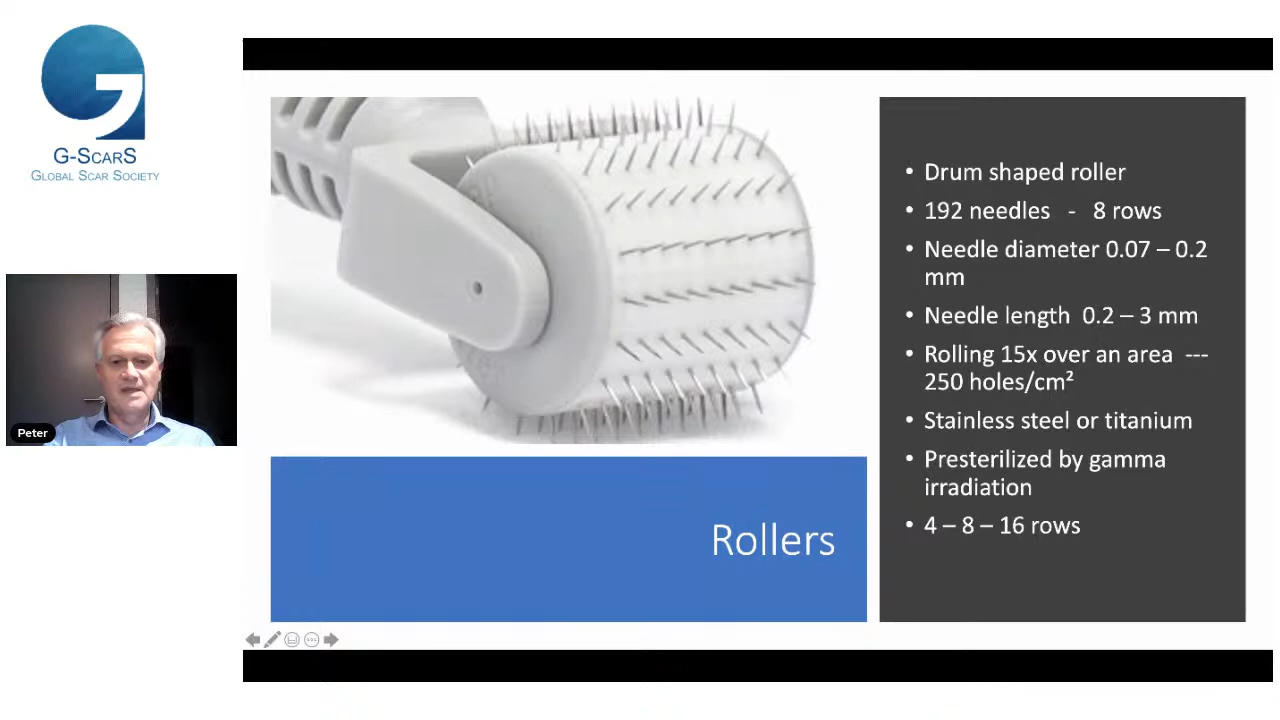 G-ScarS
Global Scar Society
Peter
Rollers
• Drum shaped roller
• 192 needles - 8 rows
• Needle diameter 0.07 – 0.2
mm
• Needle length 0.2 – 3 mm
• Rolling 15x over an area ---
250 holes/cm²
• Stainless steel or titanium
• Presterilized by gamma
irradiation
• 4 – 8 – 16 rows